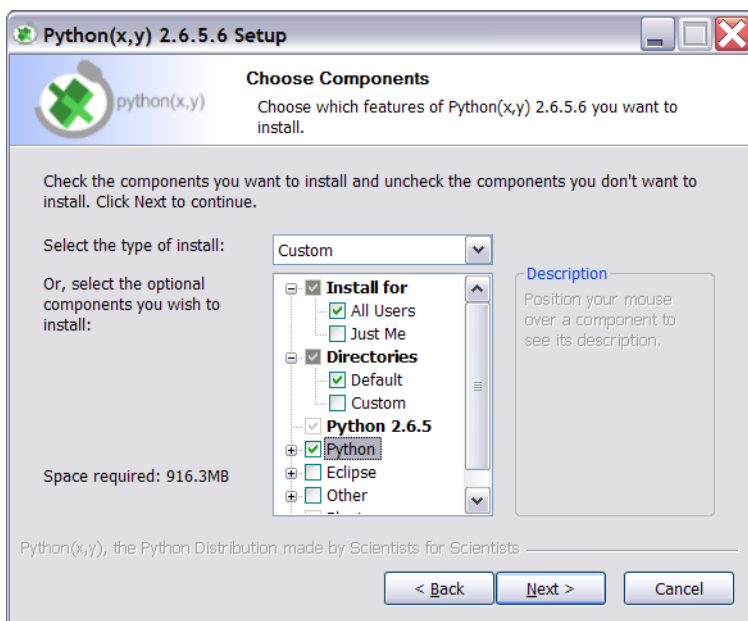 Python(x,y) 2.6.5.6 Setup
python(x,y)
Choose Components
Choose which features of Python(x,y) 2.6.5.6 you want to
install.
Check the components you want to install and uncheck the components you don't want to
install. Click Next to continue.
Select the type of install:
Custom
Or, select the optional
components you wish to
install:
Install for
All Users
Just Me
Directories
Default
Custom
Python 2.6.5
Python
Eclipse
Other
Description
Position your mouse
over a component to
see its description.
Space required: 916.3MB
Python(x,y), the Python Distribution made by Scientists for Scientists
< Back
Next >
Cancel